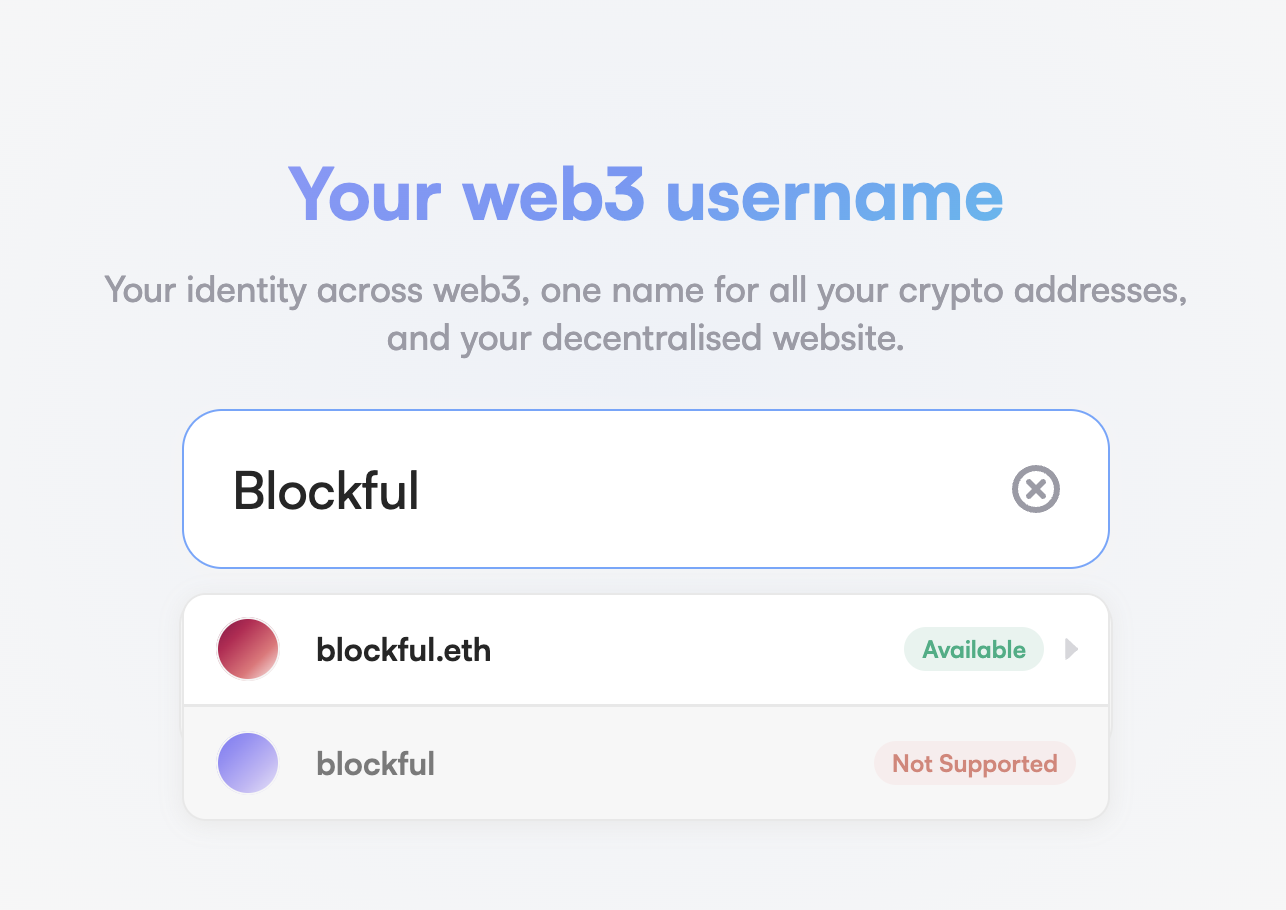 Your web3 username
Your identity across web3, one name for all your crypto addresses,
and your decentralised website.
Blockful
blockful.eth Available
blockful Not Supported